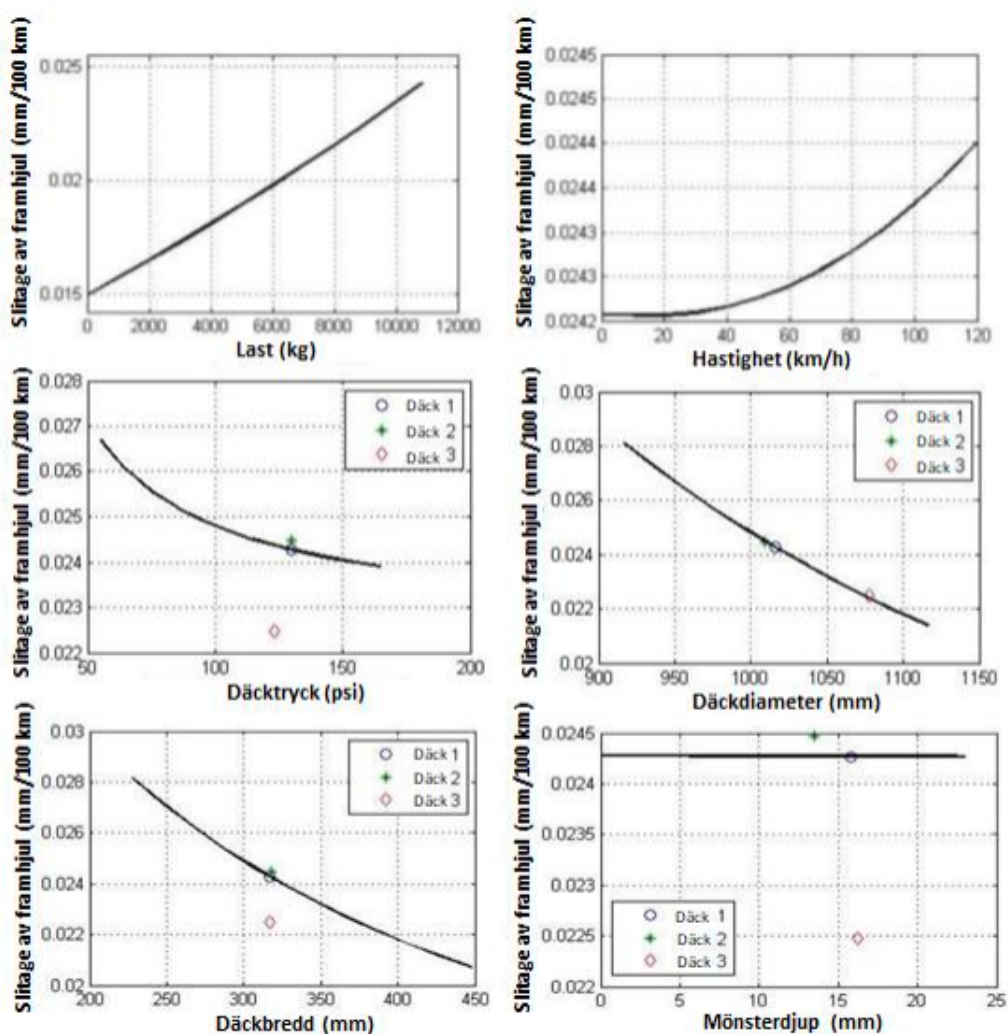 Slitage av framhjul (mm/100 km)
0.025
0.02
0.015
0 2000 4000 6000 8000 10000 12000
Last (kg)
Slitage av framhjul (mm/100 km)
0.0245
0.0245
0.0244
0.0244
0.0243
0.0243
0.0242
0 20 40 60 80 100 120
Hastighet (km/h)
Slitage av framhjul (mm/100 km)
0.028
0.027
0.026
0.025
0.024
0.023
0.022
50 100 150 200
Däcktryck (psi)
Däck 1
Däck 2
Däck 3
Slitage av framhjul (mm/100 km)
0.03
0.028
0.026
0.024
0.022
0.02
900 950 1000 1050 1100 1150
Däckdiameter (mm)
Däck 1
Däck 2
Däck 3
Slitage av framhjul (mm/100 km)
0.03
0.028
0.026
0.024
0.022
0.02
200 250 300 350 400 450
Däckbredd (mm)
Däck 1
Däck 2
Däck 3
Slitage av framhjul (mm/100 km)
0.0245
0.024
0.0235
0.023
0.0225
0.022
0 5 10 15 20 25
Mönsterdjup (mm)
Däck 1
Däck 2
Däck 3